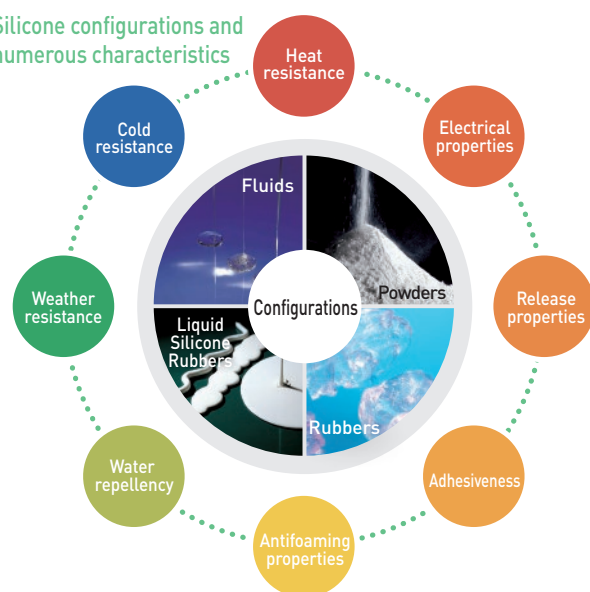 Silicone configurations and
numerous characteristics
Heat
resistance
Electrical
properties
Release
properties
Adhesiveness
Antifoaming
properties
Water
repellency
Weather
resistance
Cold
resistance
Fluids
Powders
Configurations
Liquid
Silicone
Rubbers
Rubbers